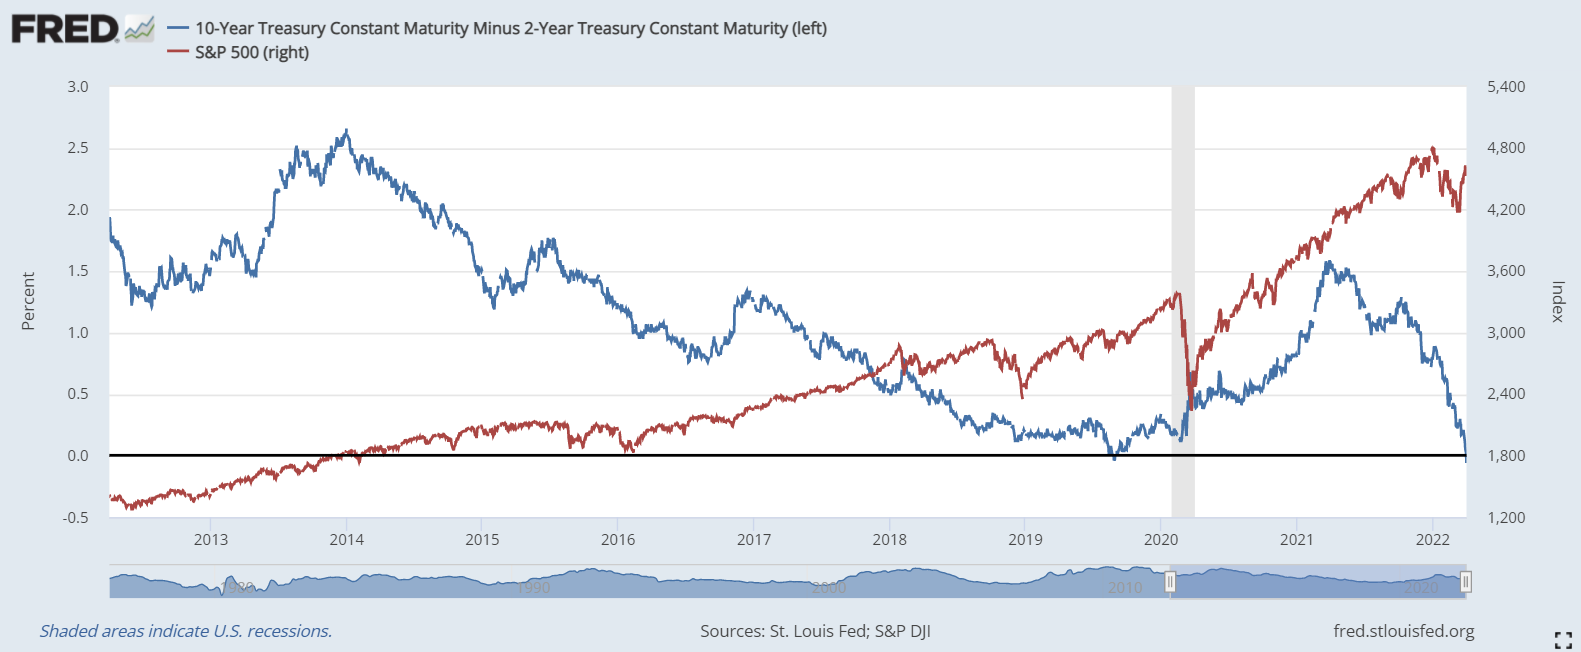 FRED
10-Year Treasury Constant Maturity Minus 2-Year Treasury Constant Maturity (left)
S&P 500 (right)
3.0 5,400
2.5 4,800
2.0 4,200
1.5 3,600
1.0 3,000
0.5 2,400
0.0 1,800
-0.5 1,200
Percent
Index
2013 2014 2015 2016 2017 2018 2019 2020 2021 2022
1980 1990 2000 2010 2020
Shaded areas indicate U.S. recessions. Sources: St. Louis Fed; S&P DJI fred.stlouisfed.org